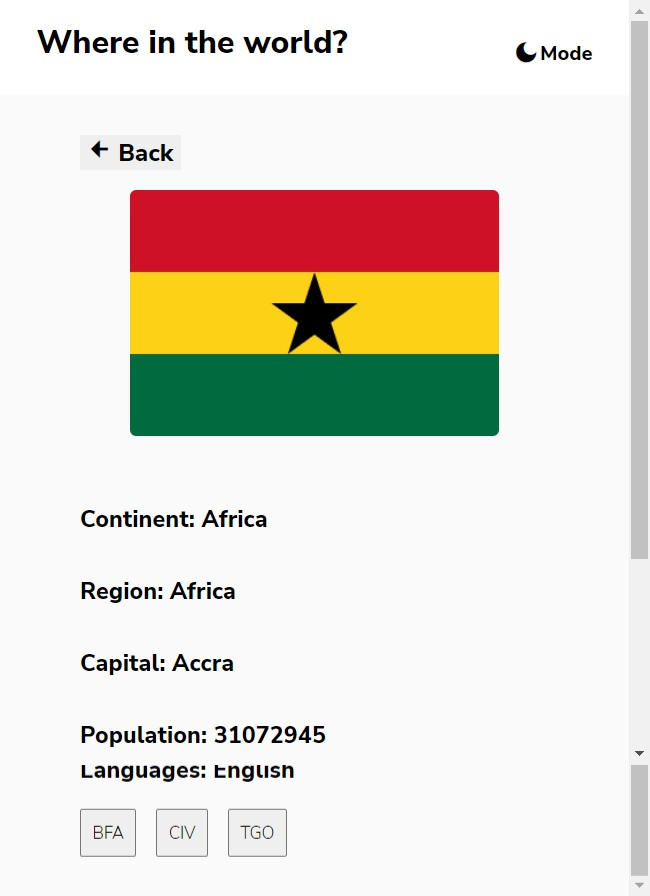 Where in the world?
Mode
Back
Continent: Africa
Region: Africa
Capital: Accra
Population: 31072945
Languages: English
BFA CIV TGO